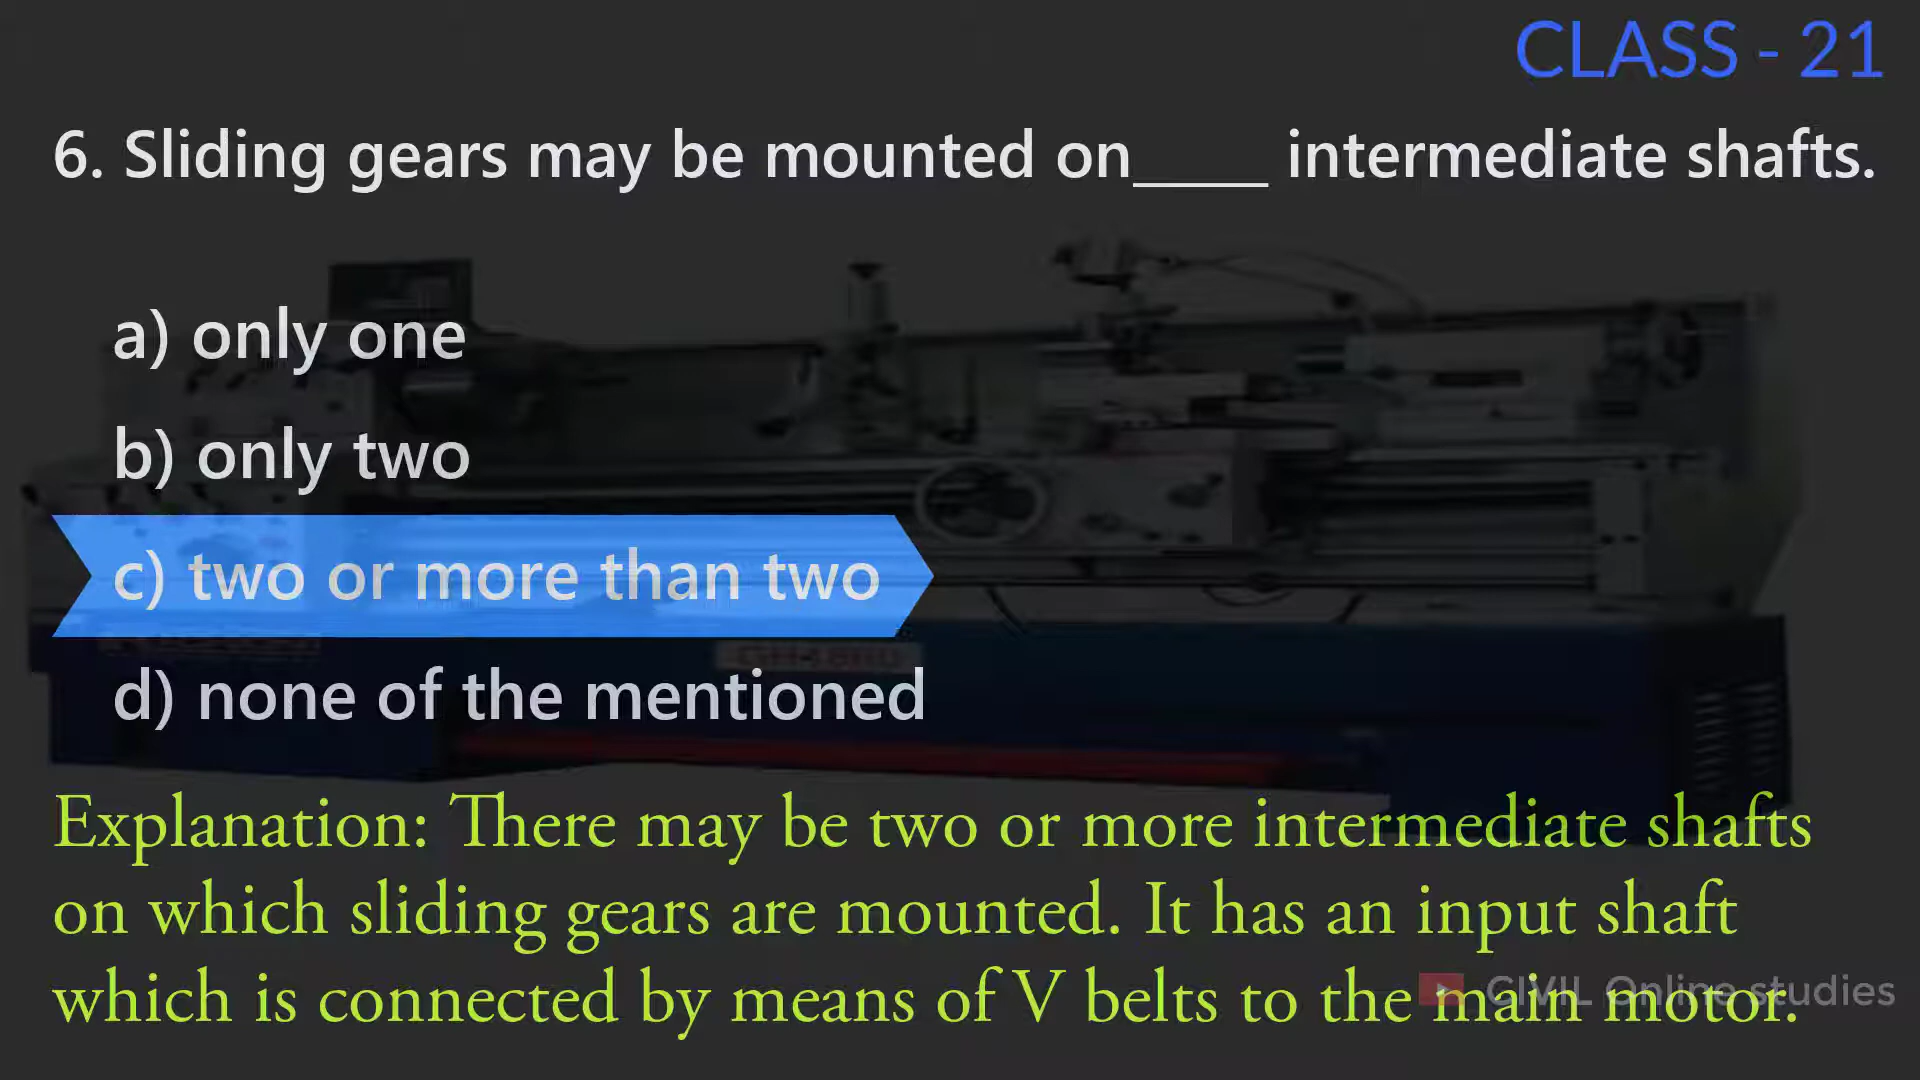 CLASS - 21
6. Sliding gears may be mounted on_____ intermediate shafts.
a) only one
b) only two
c) two or more than two
d) none of the mentioned
Explanation: There may be two or more intermediate shafts
on which sliding gears are mounted. It has an input shaft
which is connected by means of V belts to the main motor.
CIVIL Online studies